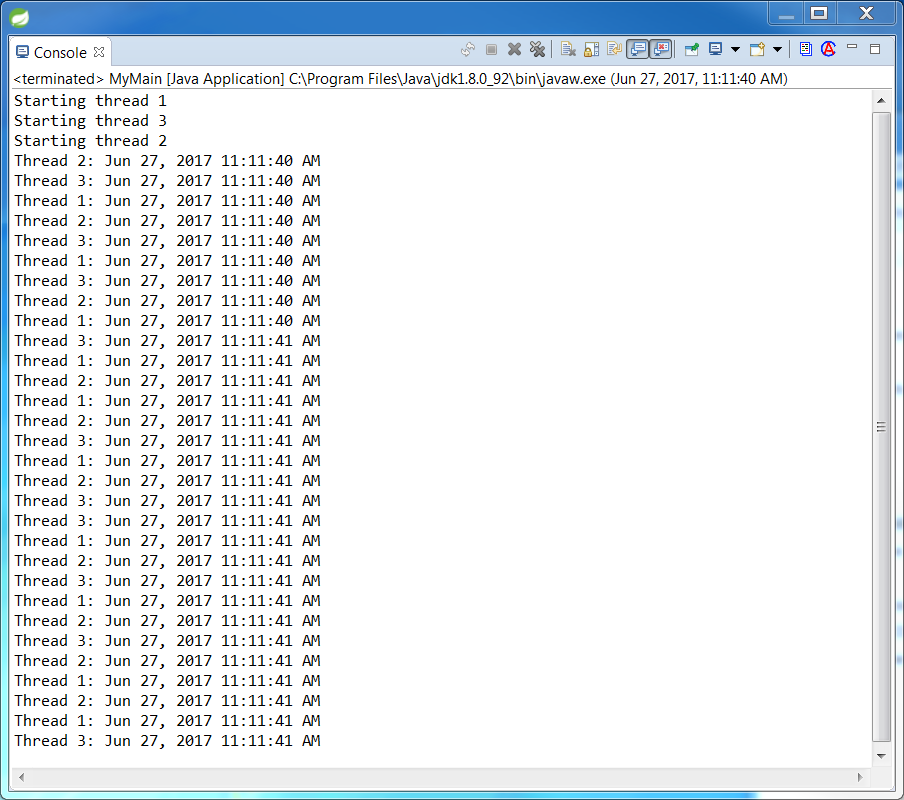 Console
<terminated> MyMain [Java Application] C:\Program Files\Java\jdk1.8.0_92\bin\javaw.exe (Jun 27, 2017, 11:11:40 AM)
Starting thread 1
Starting thread 3
Starting thread 2
Thread 2: Jun 27, 2017 11:11:40 AM
Thread 3: Jun 27, 2017 11:11:40 AM
Thread 1: Jun 27, 2017 11:11:40 AM
Thread 2: Jun 27, 2017 11:11:40 AM
Thread 3: Jun 27, 2017 11:11:40 AM
Thread 1: Jun 27, 2017 11:11:40 AM
Thread 3: Jun 27, 2017 11:11:40 AM
Thread 2: Jun 27, 2017 11:11:40 AM
Thread 1: Jun 27, 2017 11:11:40 AM
Thread 3: Jun 27, 2017 11:11:41 AM
Thread 1: Jun 27, 2017 11:11:41 AM
Thread 2: Jun 27, 2017 11:11:41 AM
Thread 1: Jun 27, 2017 11:11:41 AM
Thread 2: Jun 27, 2017 11:11:41 AM
Thread 3: Jun 27, 2017 11:11:41 AM
Thread 1: Jun 27, 2017 11:11:41 AM
Thread 2: Jun 27, 2017 11:11:41 AM
Thread 3: Jun 27, 2017 11:11:41 AM
Thread 3: Jun 27, 2017 11:11:41 AM
Thread 1: Jun 27, 2017 11:11:41 AM
Thread 2: Jun 27, 2017 11:11:41 AM
Thread 3: Jun 27, 2017 11:11:41 AM
Thread 1: Jun 27, 2017 11:11:41 AM
Thread 2: Jun 27, 2017 11:11:41 AM
Thread 3: Jun 27, 2017 11:11:41 AM
Thread 2: Jun 27, 2017 11:11:41 AM
Thread 1: Jun 27, 2017 11:11:41 AM
Thread 2: Jun 27, 2017 11:11:41 AM
Thread 1: Jun 27, 2017 11:11:41 AM
Thread 3: Jun 27, 2017 11:11:41 AM